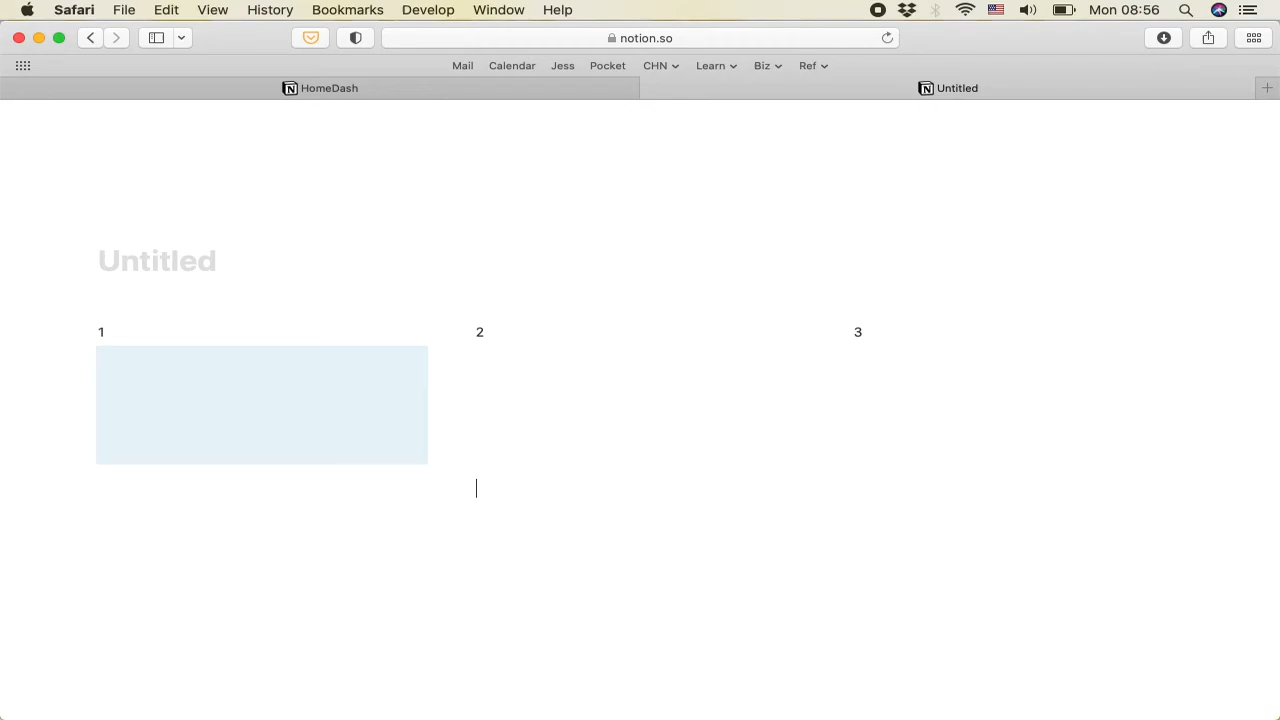 Safari File Edit View History Bookmarks Develop Window Help Mon 08:56
notion.so
Mail Calendar Jess Pocket CHN Learn Biz Ref
HomeDash Untitled
Untitled
1 2 3